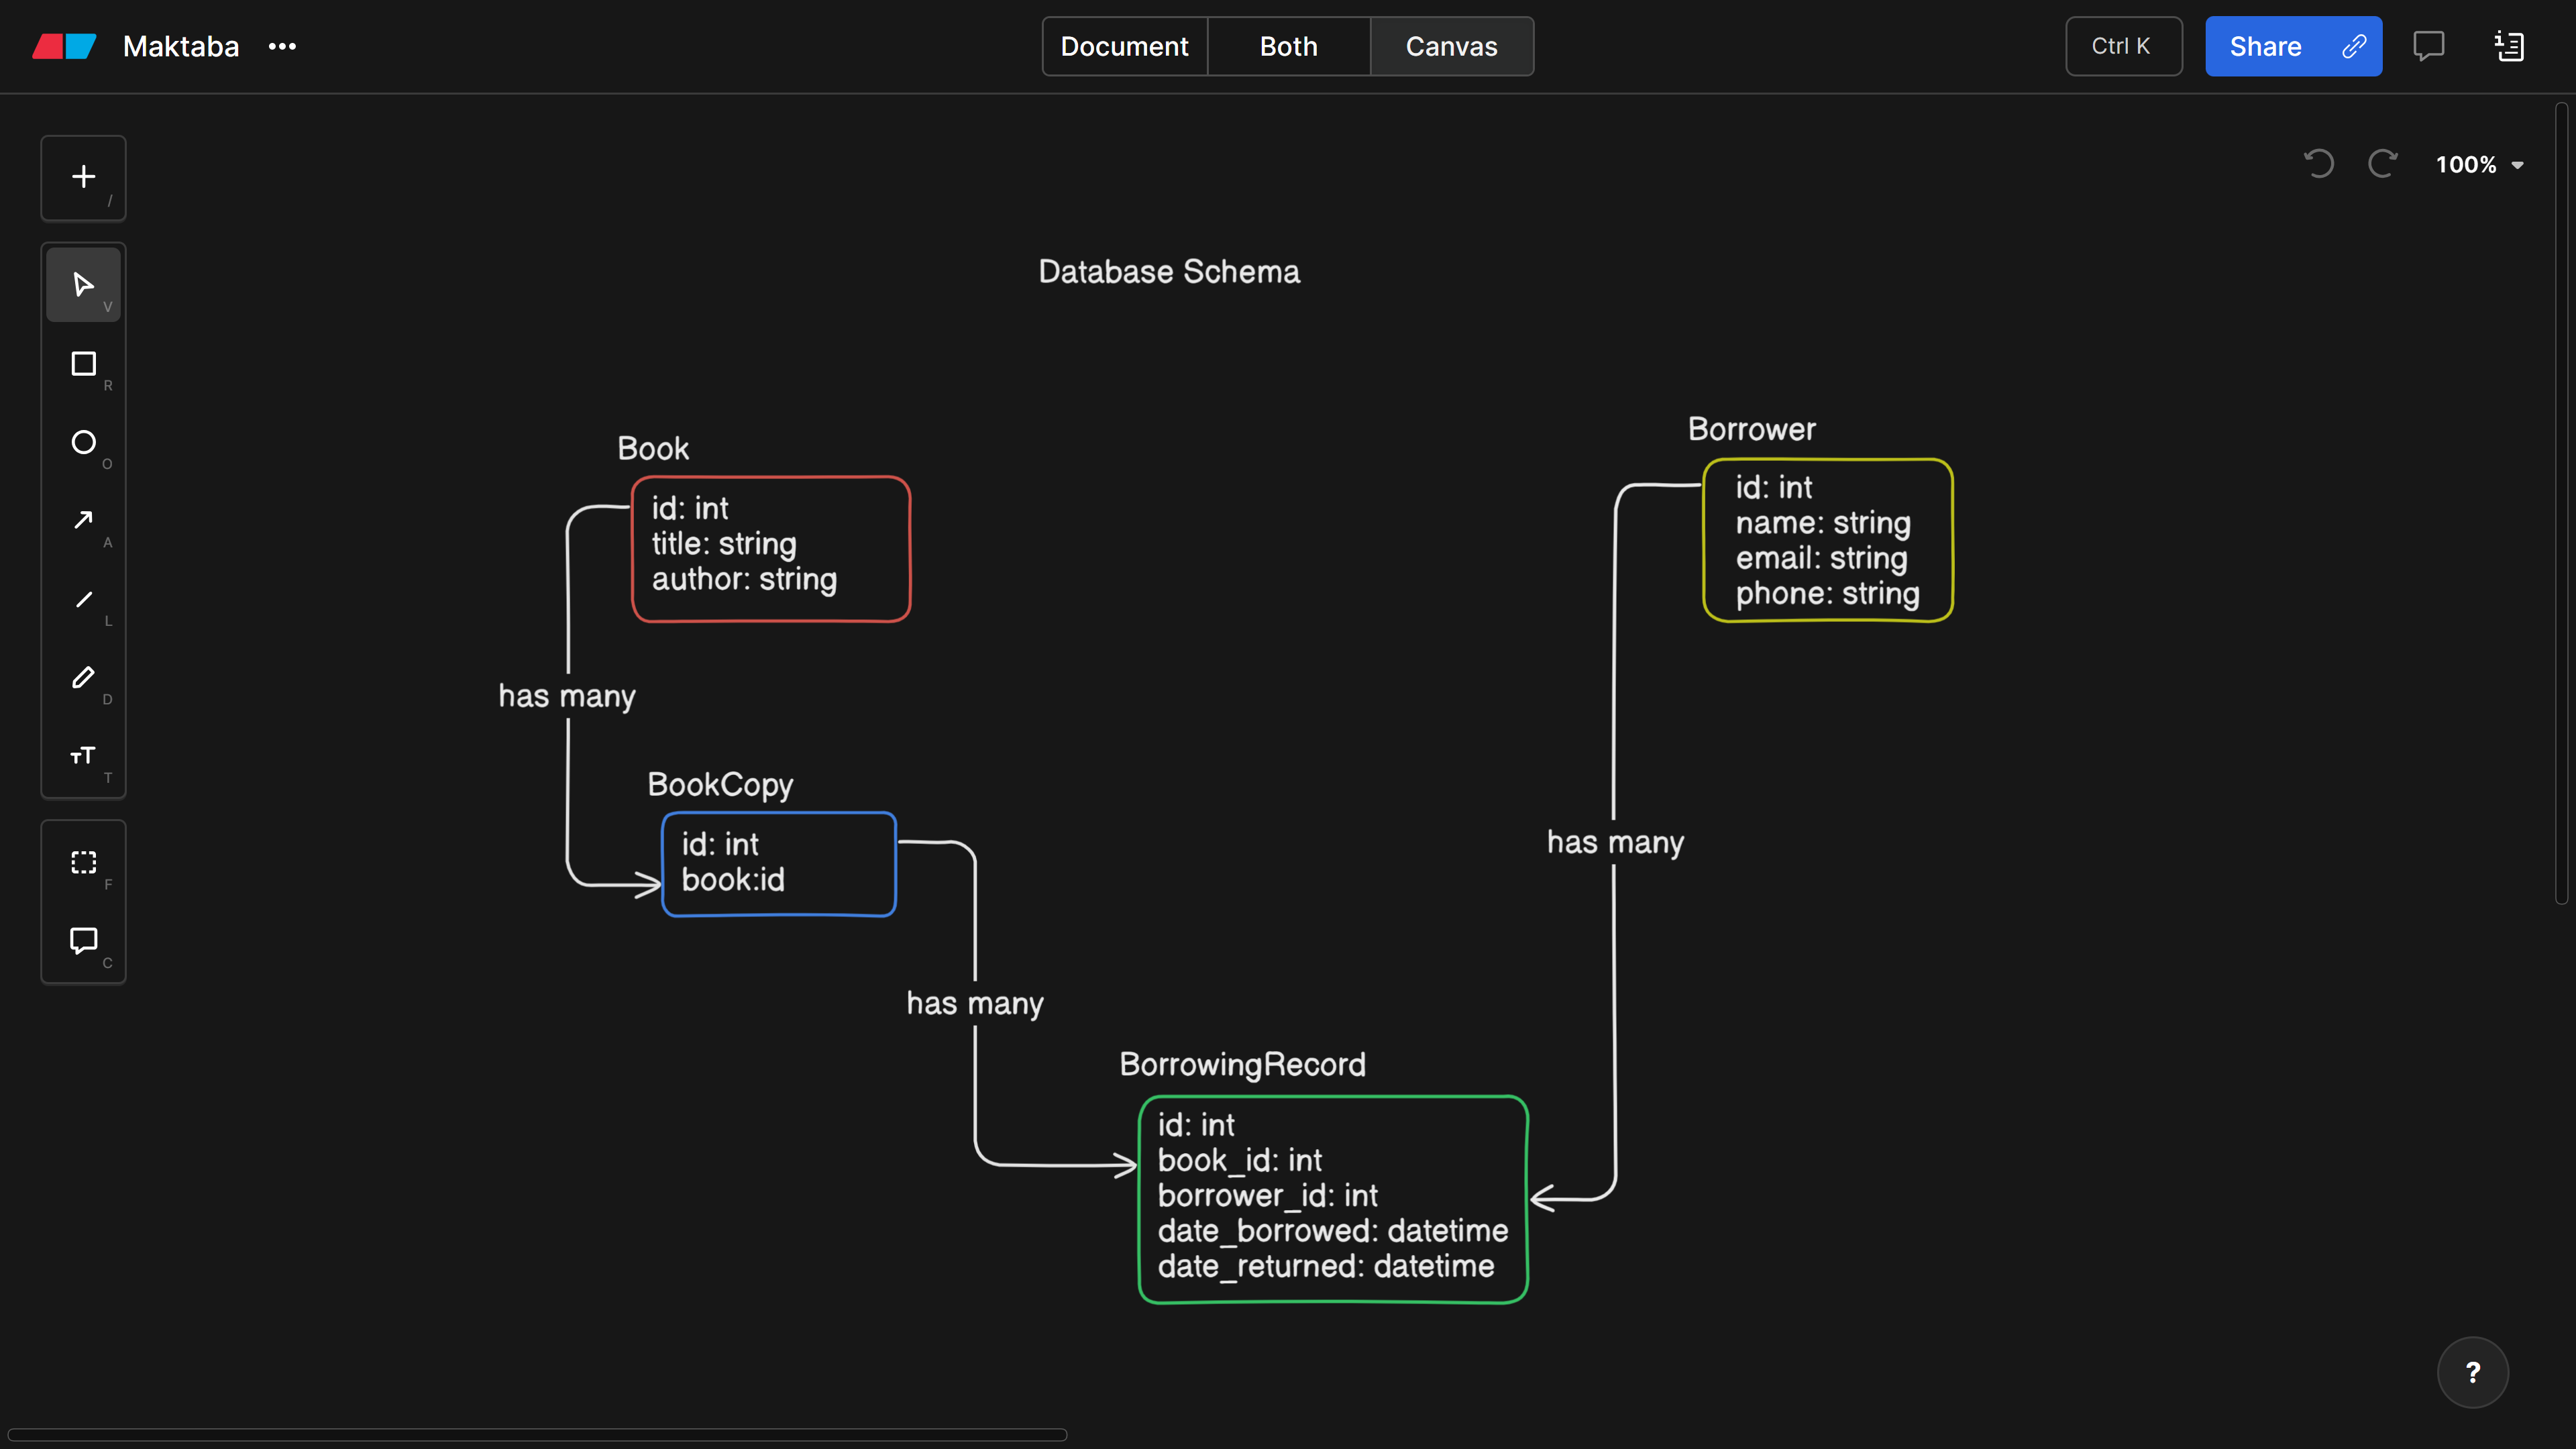 Maktaba
Document
Both
Canvas
Ctrl K
Share
/
100%
V
R
O
A
L
D
T
F
C
Database Schema
Book
id: int
title: string
author: string
Borrower
id: int
name: string
email: string
phone: string
has many
BookCopy
id: int
book:id
has many
has many
BorrowingRecord
id: int
book_id: int
borrower_id: int
date_borrowed: datetime
date_returned: datetime
?